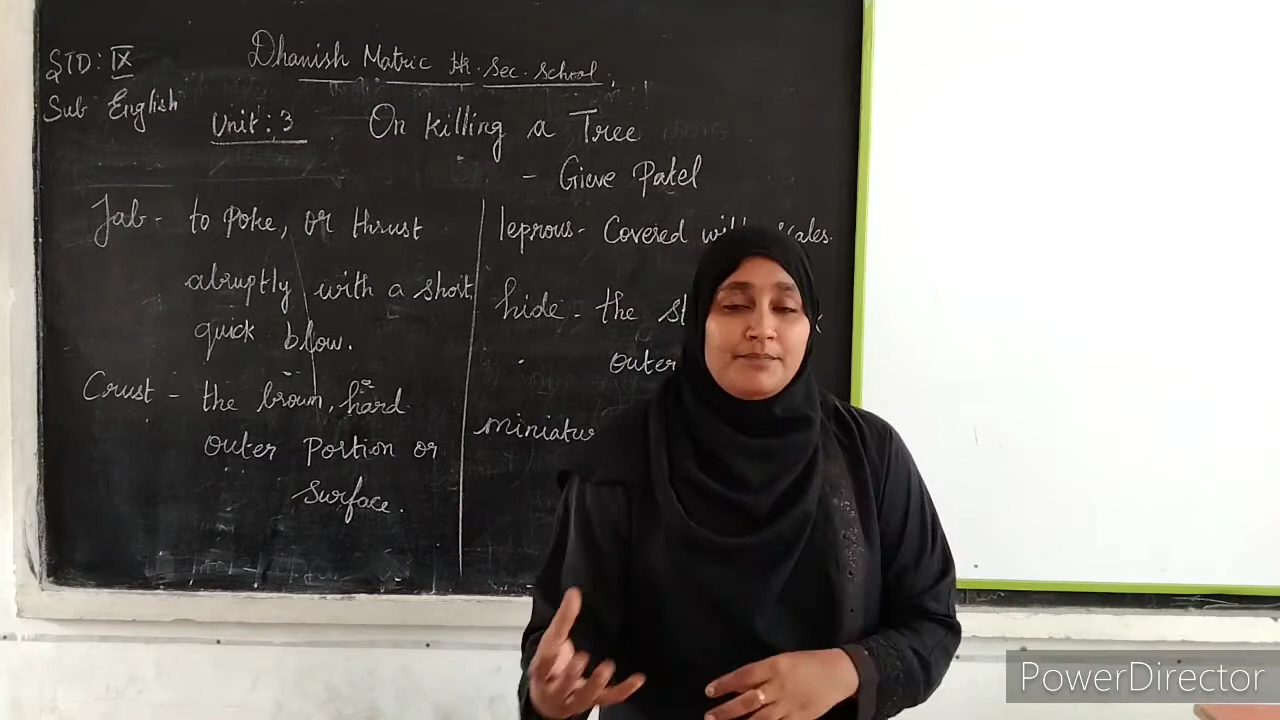 STD: IX
Dhanish Matric Hr. Sec. School,
Sub English
Unit: 3
On killing a Tree
- Gieve Patel
Jab - to Poke, or thrust
abruptly with a short
quick blow.
Crust - the brown, hard
outer Portion or
Surface.
leprous - Covered
hide - the
outer
PowerDirector